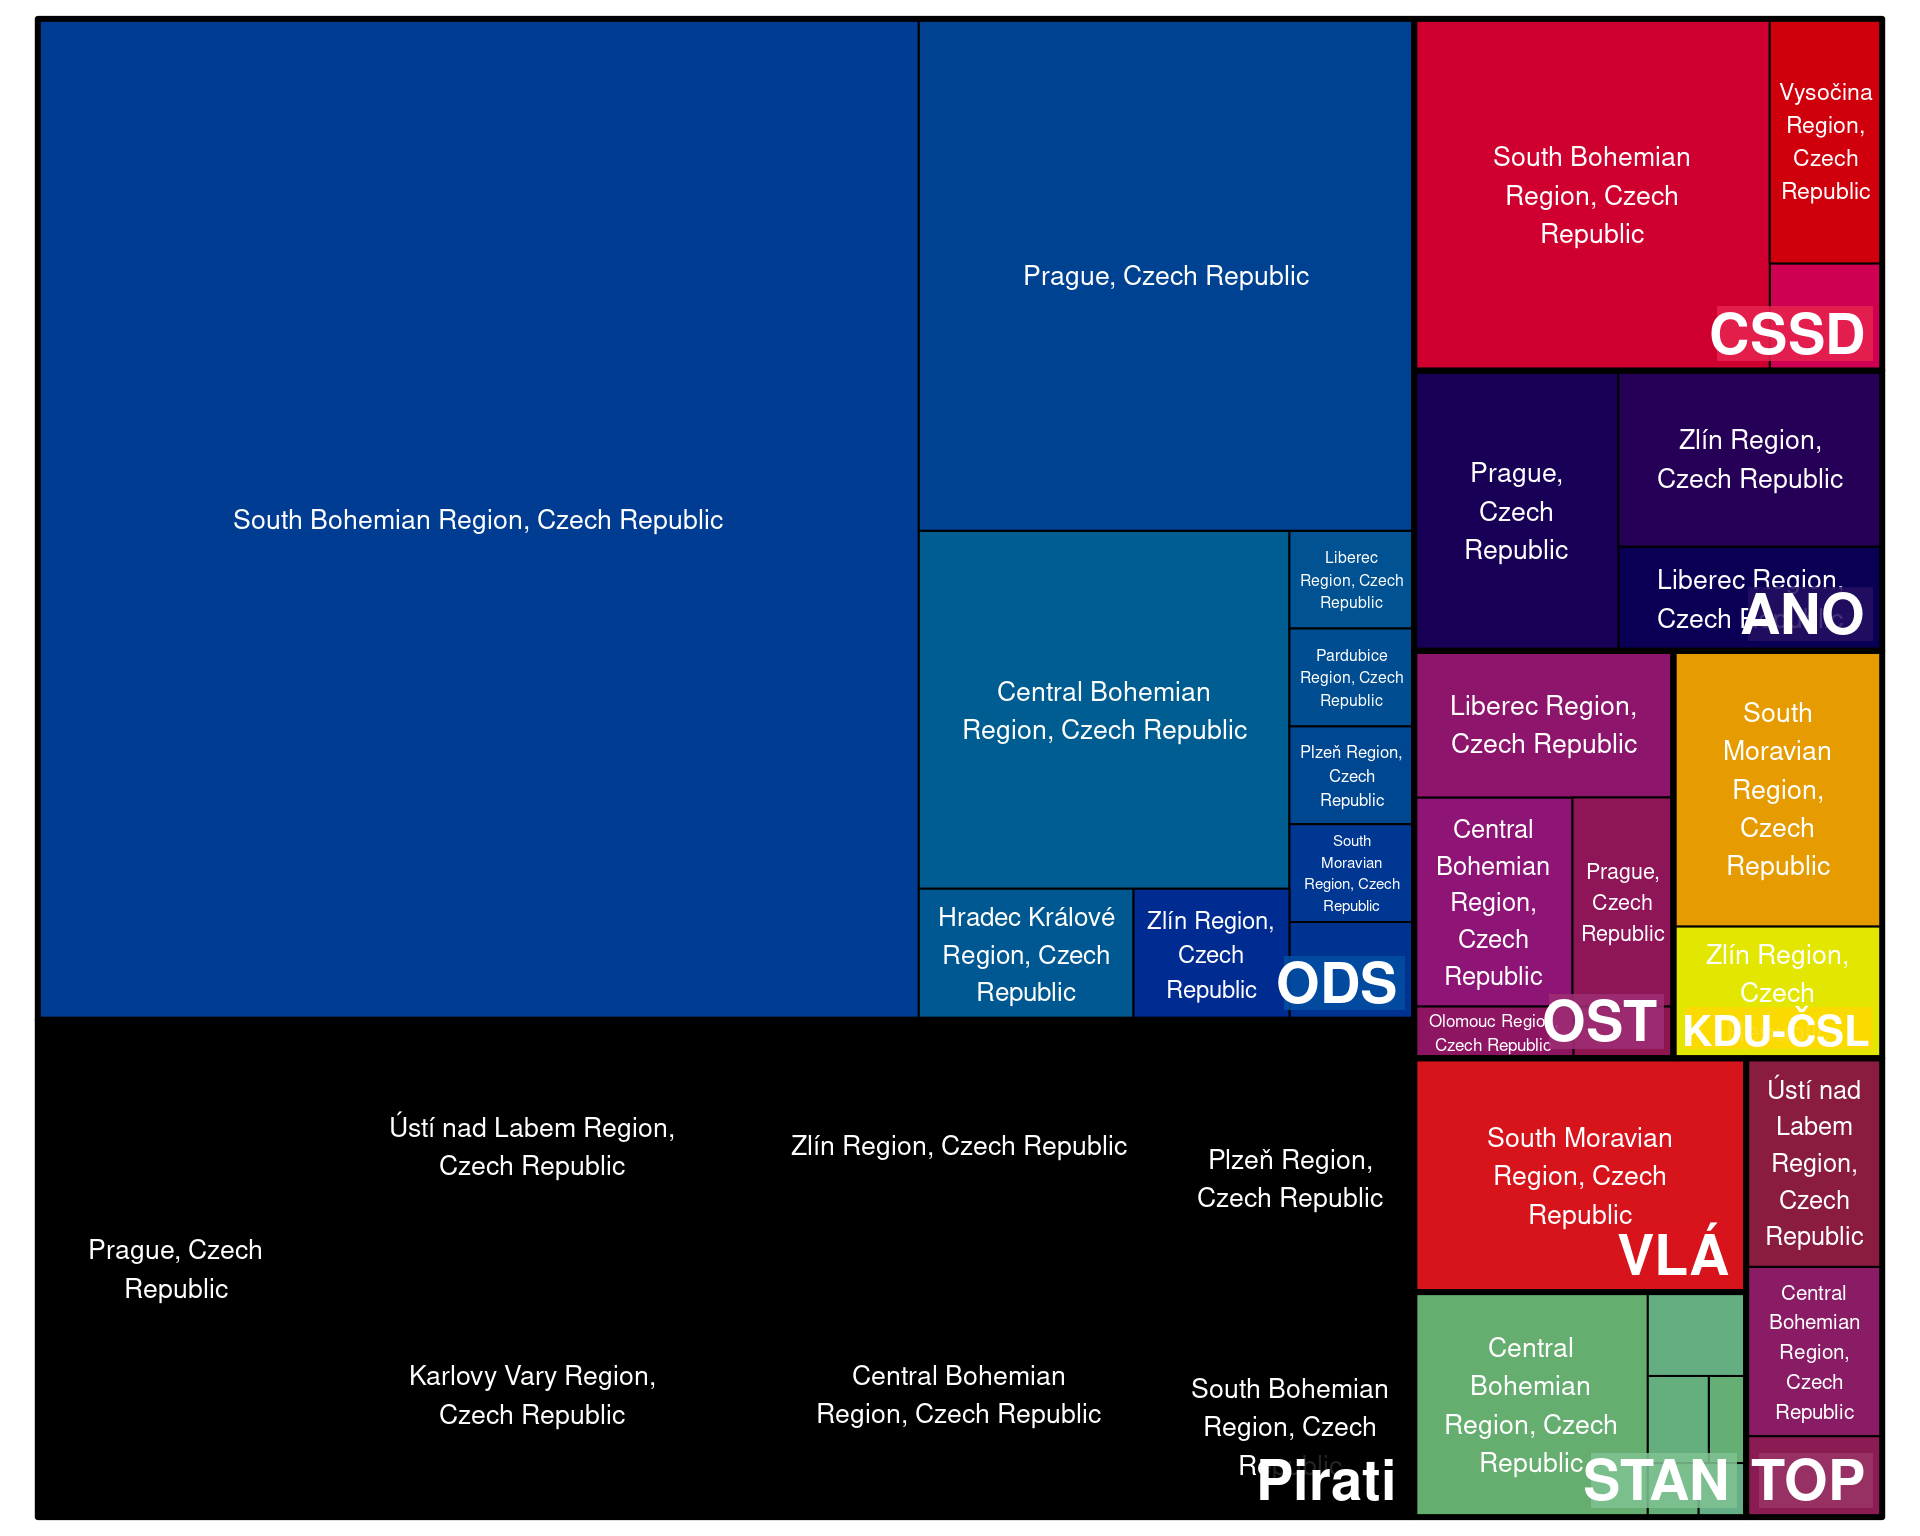 South Bohemian Region, Czech Republic
Prague, Czech Republic
Central Bohemian
Region, Czech Republic
Liberec
Region, Czech
Republic
Pardubice
Region, Czech
Republic
Plzeň Region,
Czech
Republic
South
Moravian
Region, Czech
Republic
Hradec Králové
Region, Czech
Republic
Zlín Region,
Czech
Republic
ODS
South Bohemian
Region, Czech
Republic
Vysočina
Region,
Czech
Republic
CSSD
Prague,
Czech
Republic
Zlín Region,
Czech Republic
Liberec Region,
Czech
ANO
Liberec Region,
Czech Republic
Central
Bohemian
Region,
Czech
Republic
Prague,
Czech
Republic
Olomouc Region,
Czech Republic
OST
South
Moravian
Region,
Czech
Republic
Zlín Region,
Czech
KDU-ČSL
Prague, Czech
Republic
Ústí nad Labem Region,
Czech Republic
Karlovy Vary Region,
Czech Republic
Zlín Region, Czech Republic
Central Bohemian
Region, Czech Republic
Plzeň Region,
Czech Republic
South Bohemian
Region, Czech
Republic
Pirati
South Moravian
Region, Czech
Republic
VLÁ
Central
Bohemian
Region, Czech
Republic
STAN
Ústí nad
Labem
Region,
Czech
Republic
Central
Bohemian
Region,
Czech
Republic
TOP